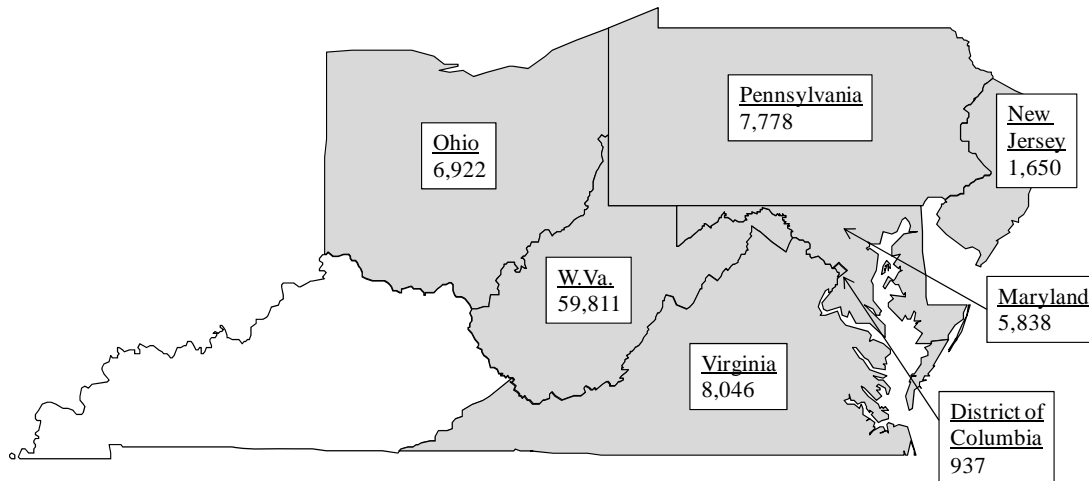 Pennsylvania
7,778
New
Jersey
1,650
Ohio
6,922
W.Va.
59,811
Maryland
5,838
Virginia
8,046
District of
Columbia
937